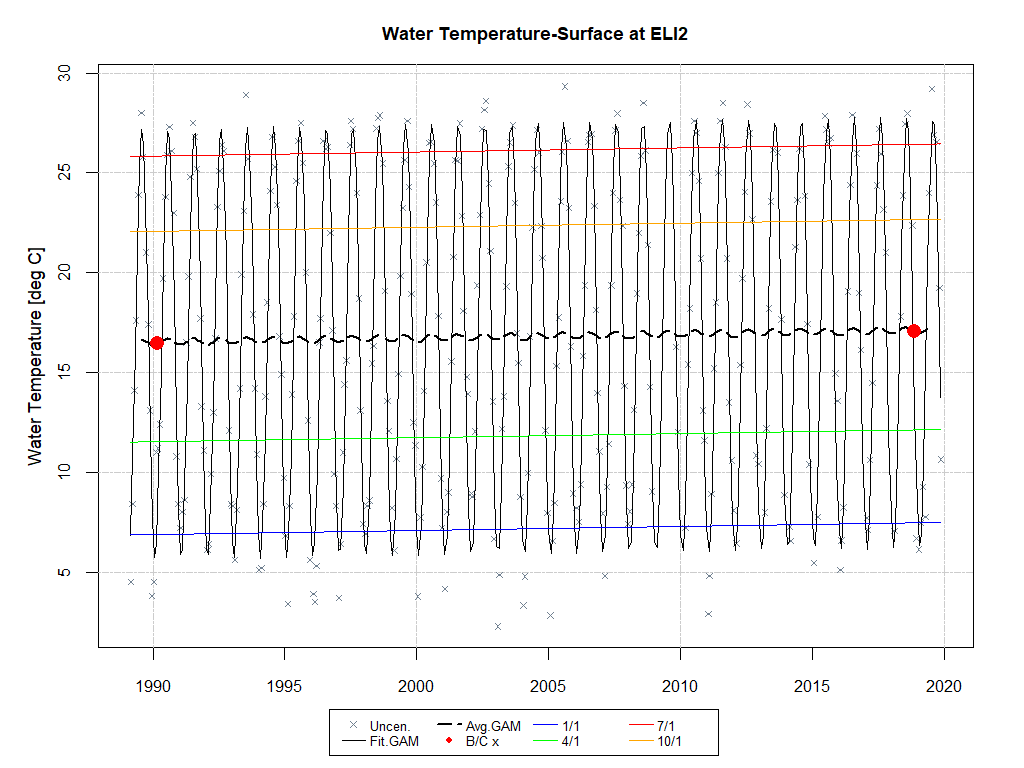 Water Temperature-Surface at ELI2
Water Temperature [deg C]
30
25
20
15
10
5
1990 1995 2000 2005 2010 2015 2020
Uncen. Avg.GAM 1/1 7/1
Fit.GAM B/C x 4/1 10/1